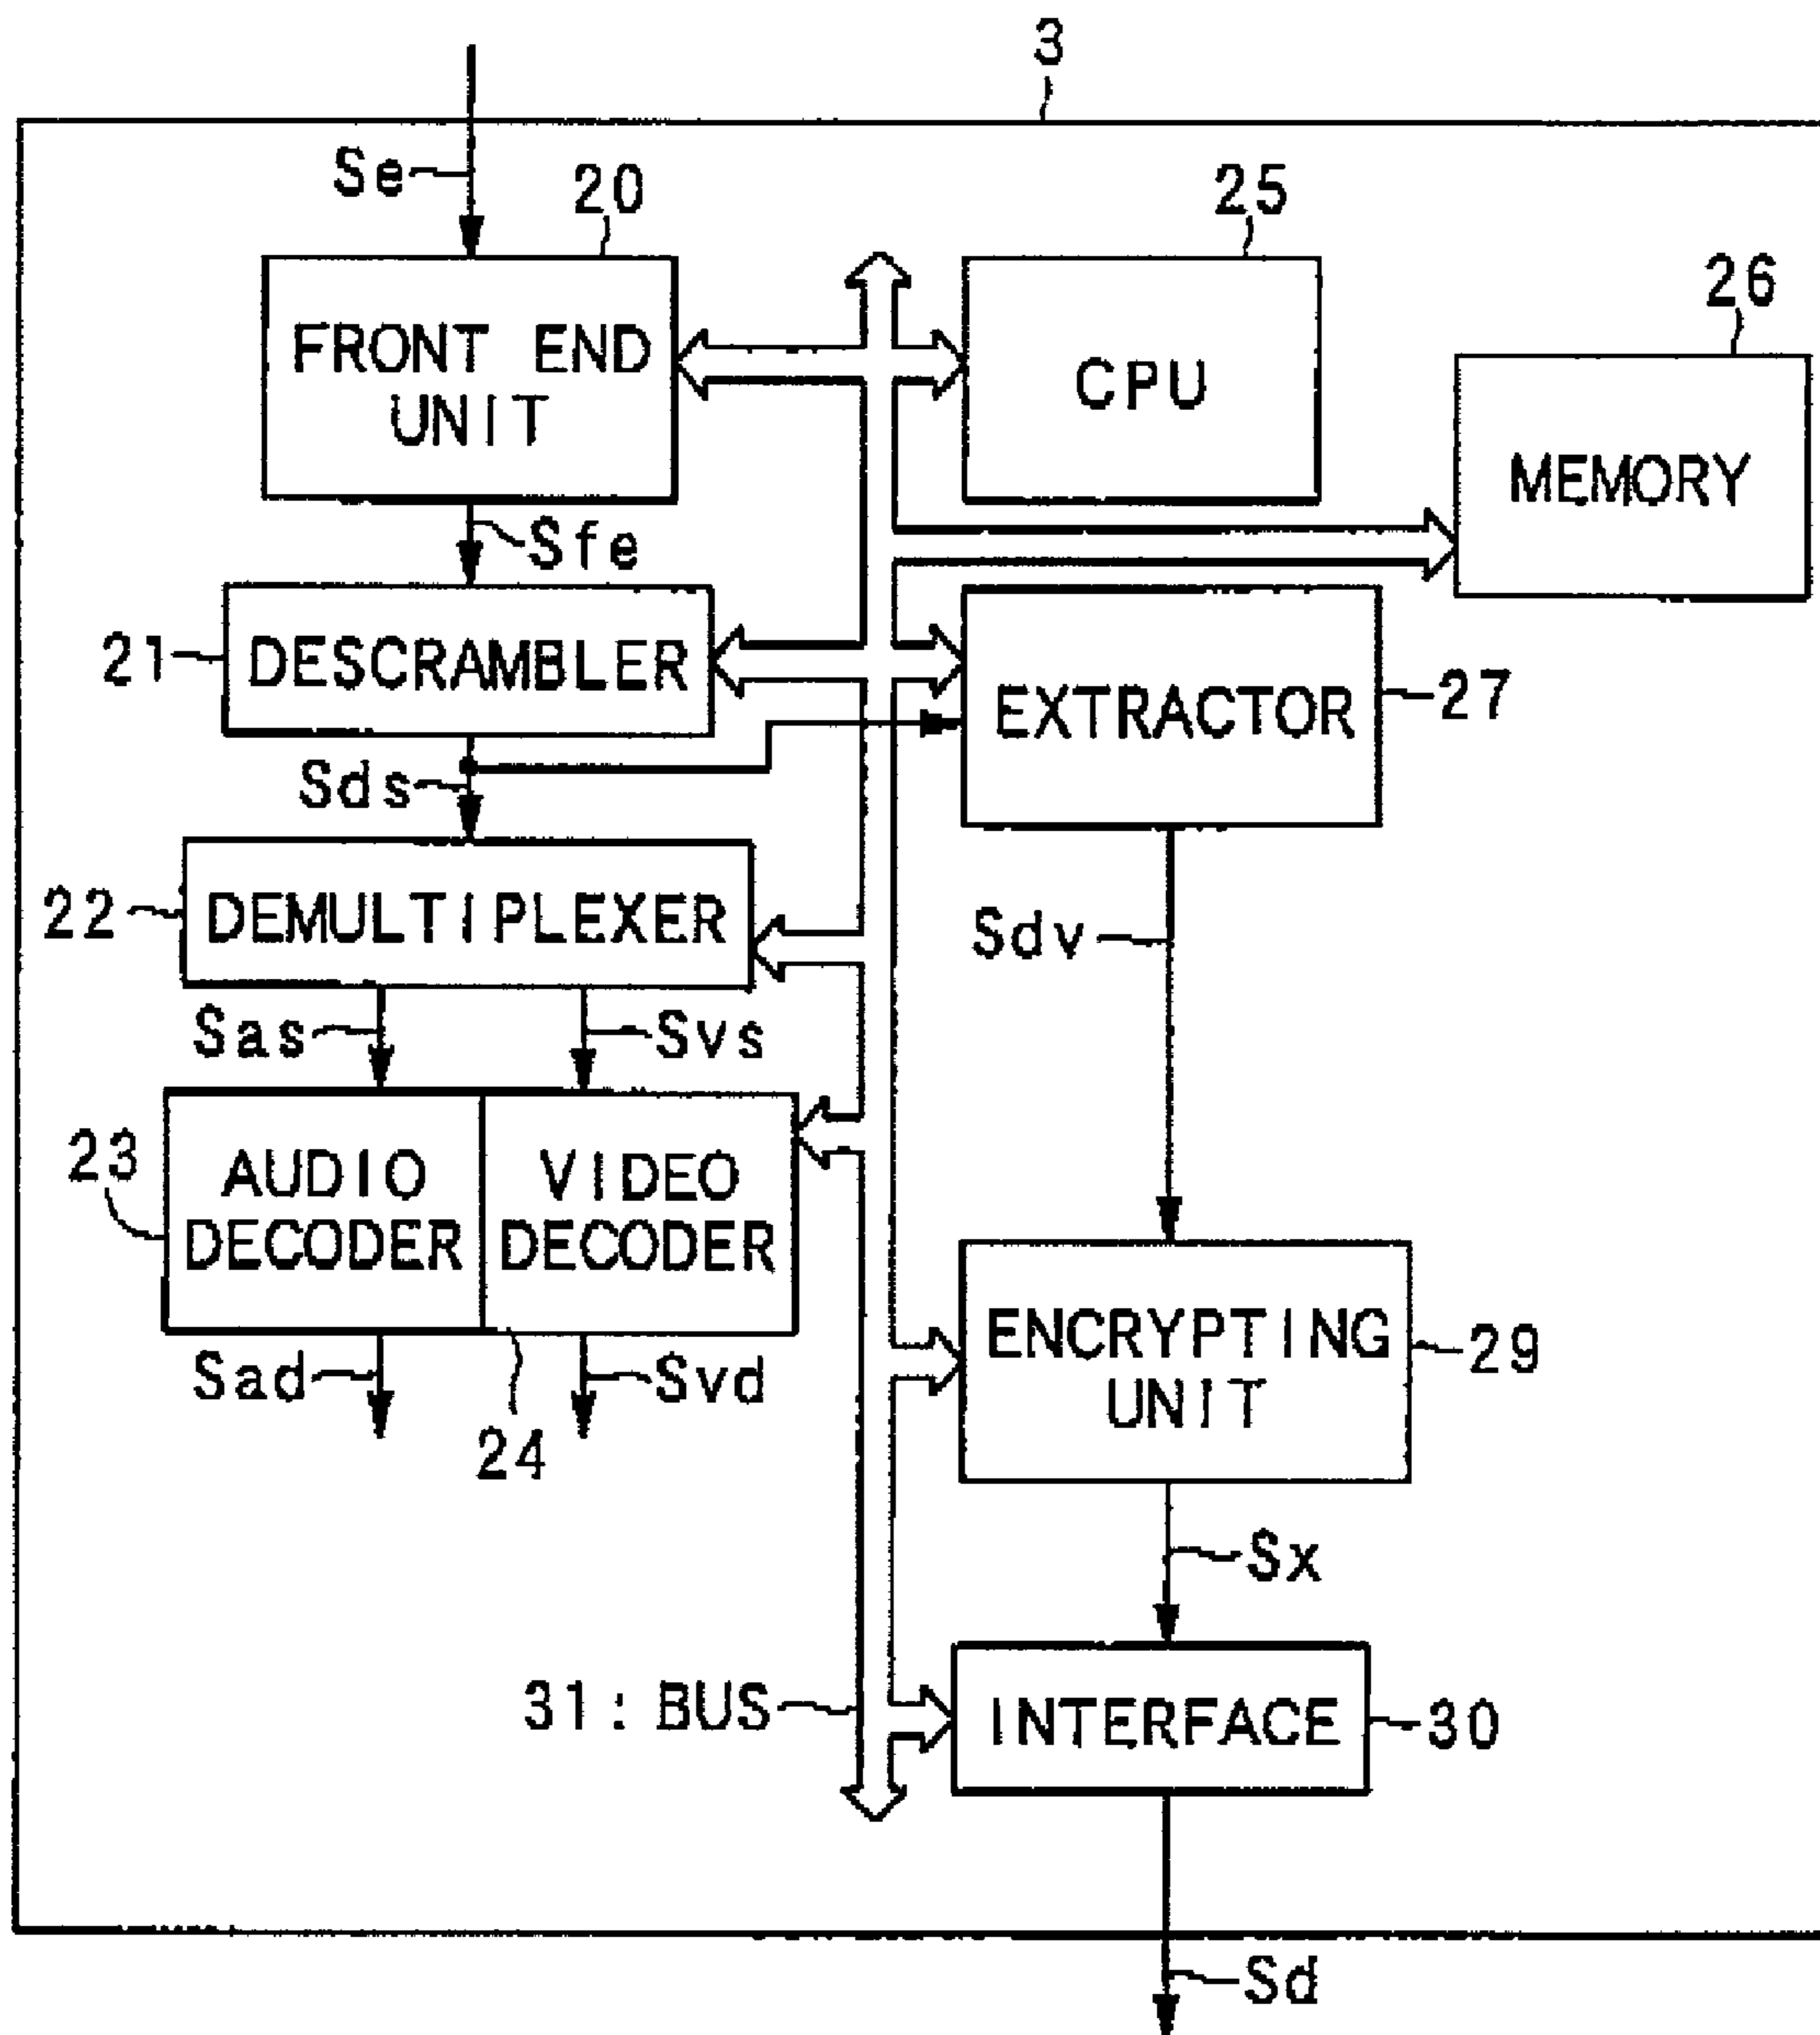 3
Se
20
25
26
FRONT END
UNIT
CPU
MEMORY
Sfe
21
DESCRAMBLER
EXTRACTOR
27
Sds
22
DEMULTIPLEXER
Sdv
Sas
Svs
23
AUDIO
DECODER
VIDEO
DECODER
ENCRYPTING
UNIT
29
Sad
Svd
24
Sx
31: BUS
INTERFACE
30
Sd